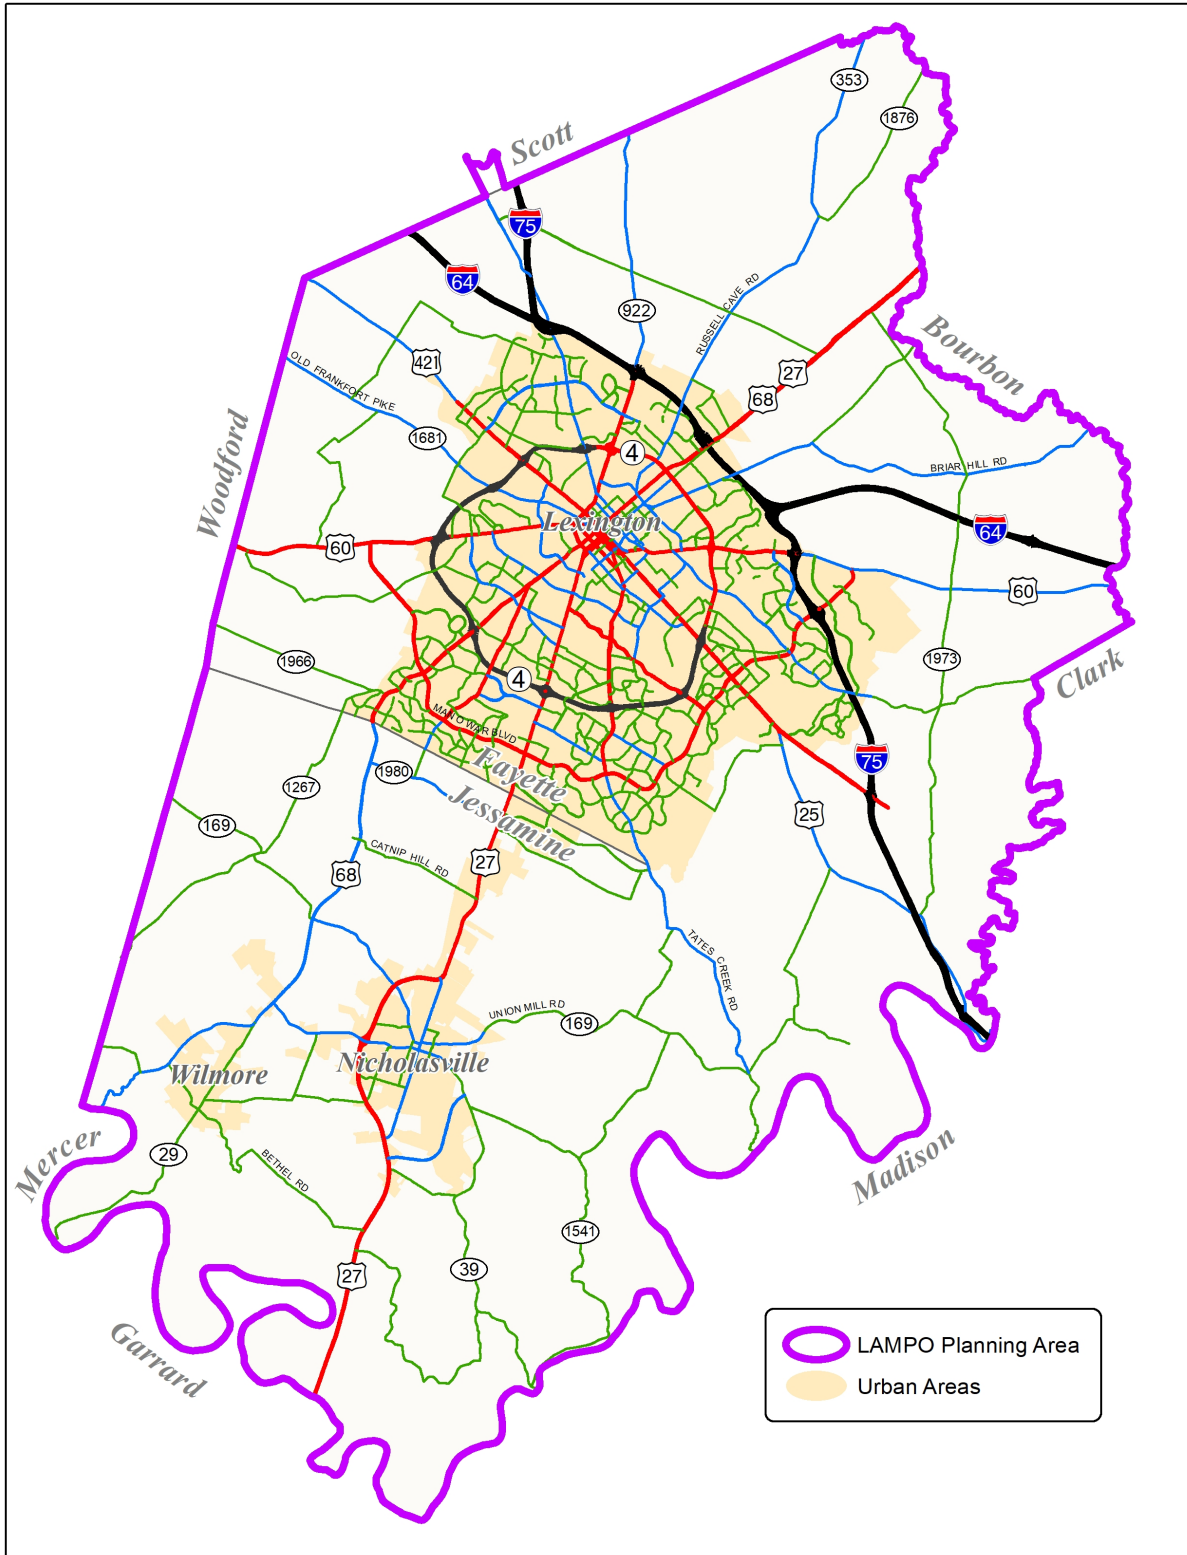 353
1876
Scott
75
64
922
RUSSELL CAVE RD
Bourbon
421
27
68
OLD FRANKFORT PIKE
1681
4
BRIAR HILL RD
Woodford
Lexington
64
60
60
1966
1973
4
Clark
MAN O WAR BLVD
Fayette
75
1980
1267
Jessamine
25
169
CATNIP HILL RD
27
68
TATES CREEK RD
UNION MILL RD
169
Nicholasville
Wilmore
Mercer
29
BETHEL RD
Madison
1541
39
27
Garrard
LAMPO Planning Area
Urban Areas